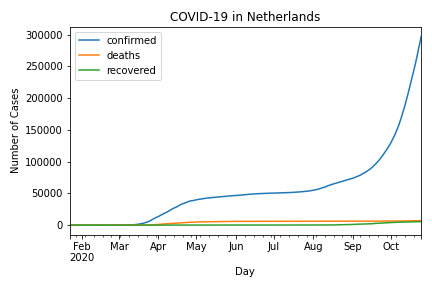 COVID-19 in Netherlands
300000
250000
200000
150000
100000
50000
0
Number of Cases
confirmed
deaths
recovered
Feb Mar Apr May Jun Jul Aug Sep Oct
2020
Day